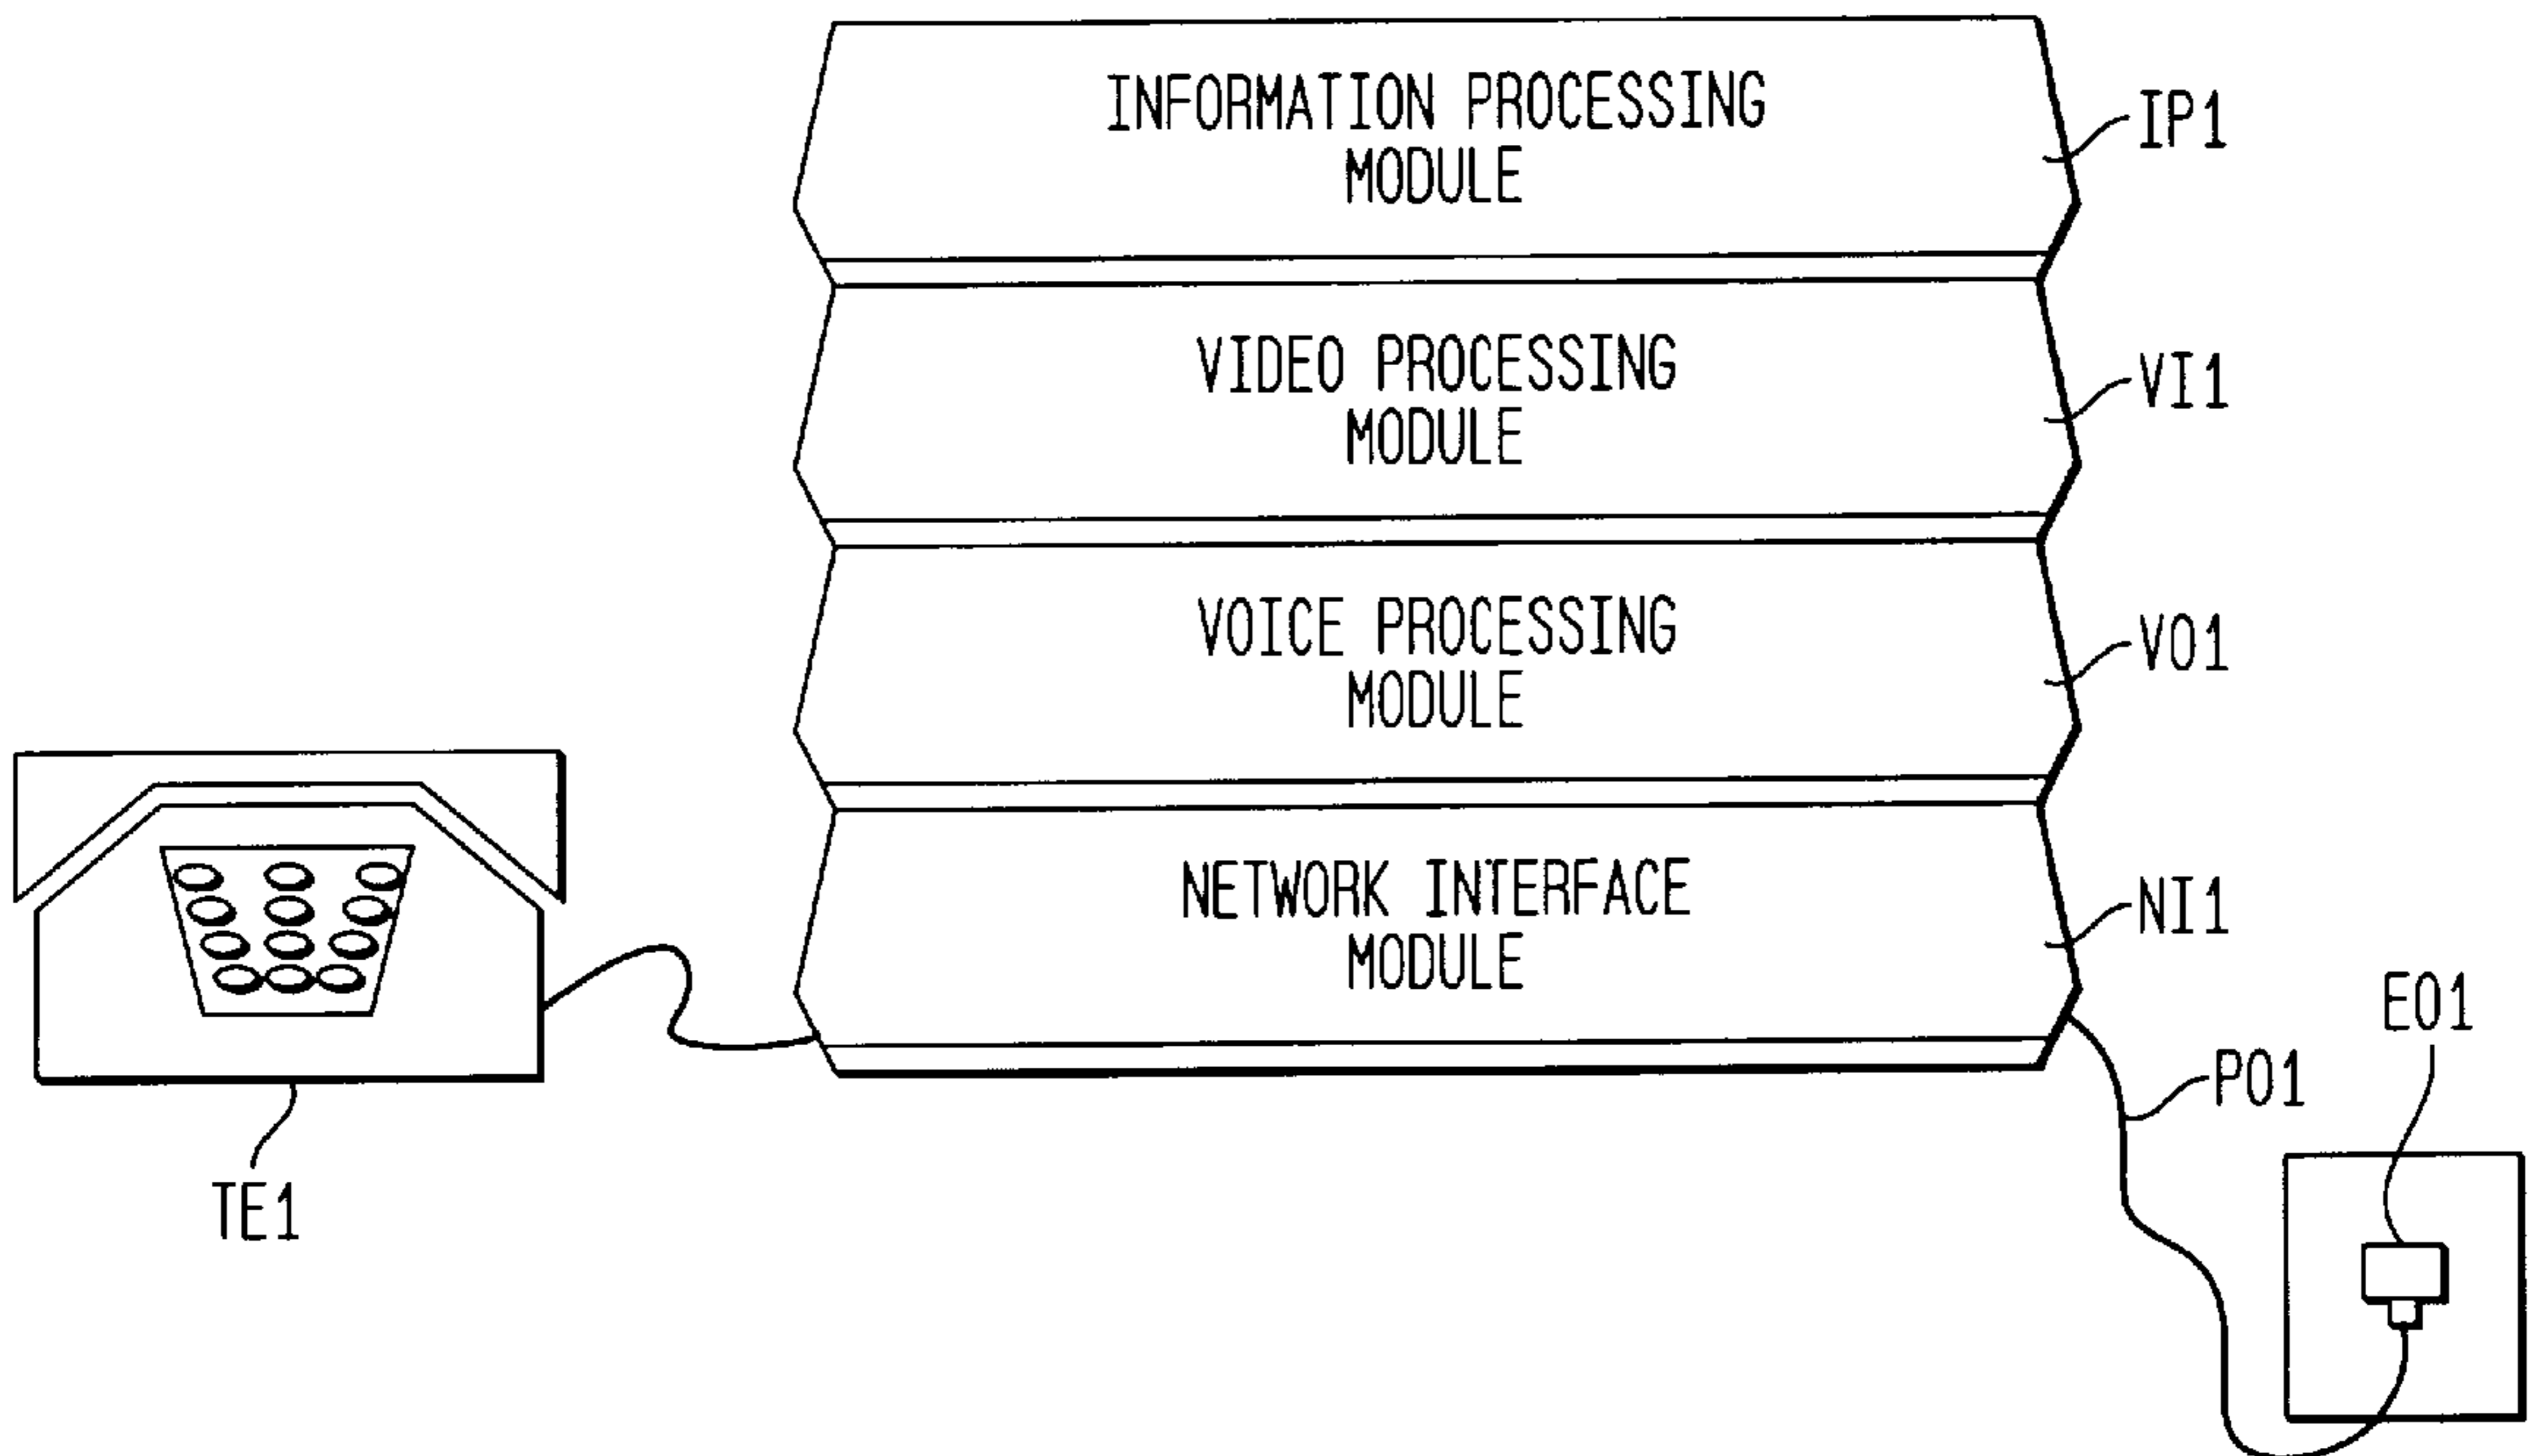 INFORMATION PROCESSING
MODULE
IP1
VIDEO PROCESSING
MODULE
VI1
VOICE PROCESSING
MODULE
VO1
NETWORK INTERFACE
MODULE
NI1
EO1
PO1
TE1